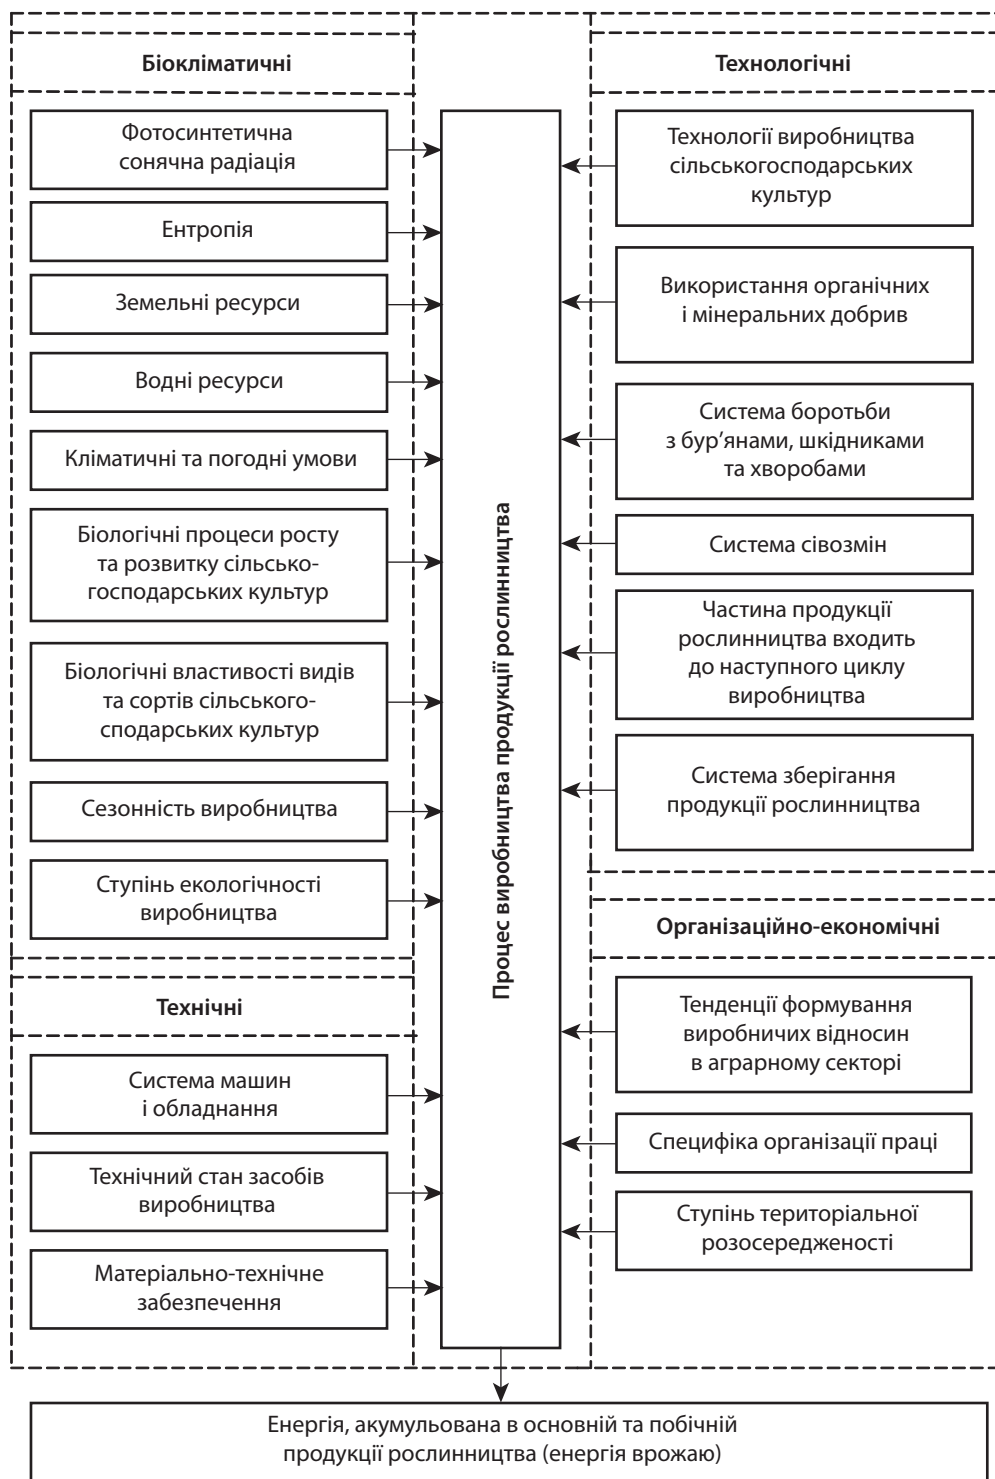 Біокліматичні
Фотосинтетична
сонячна радіація
Ентропія
Земельні ресурси
Водні ресурси
Кліматичні та погодні умови
Біологічні процеси росту
та розвитку сільсько-
господарських культур
Біологічні властивості видів
та сортів сільського-
сподарських культур
Сезонність виробництва
Ступінь екологічності
виробництва
Технічні
Система машин
і обладнання
Технічний стан засобів
виробництва
Матеріально-технічне
забезпечення
Процес виробництва продукції рослинництва
Технологічні
Технології виробництва
сільськогосподарських
культур
Використання органічних
і мінеральних добрив
Система боротьби
з бур’янами, шкідниками
та хворобами
Система сівозмін
Частина продукції
рослинництва входить
до наступного циклу
виробництва
Система зберігання
продукції рослинництва
Організаційно-економічні
Тенденції формування
виробничих відносин
в аграрному секторі
Специфіка організації праці
Ступінь територіальної
розосередженості
Енергія, акумульована в основній та побічній
продукції рослинництва (енергія врожаю)